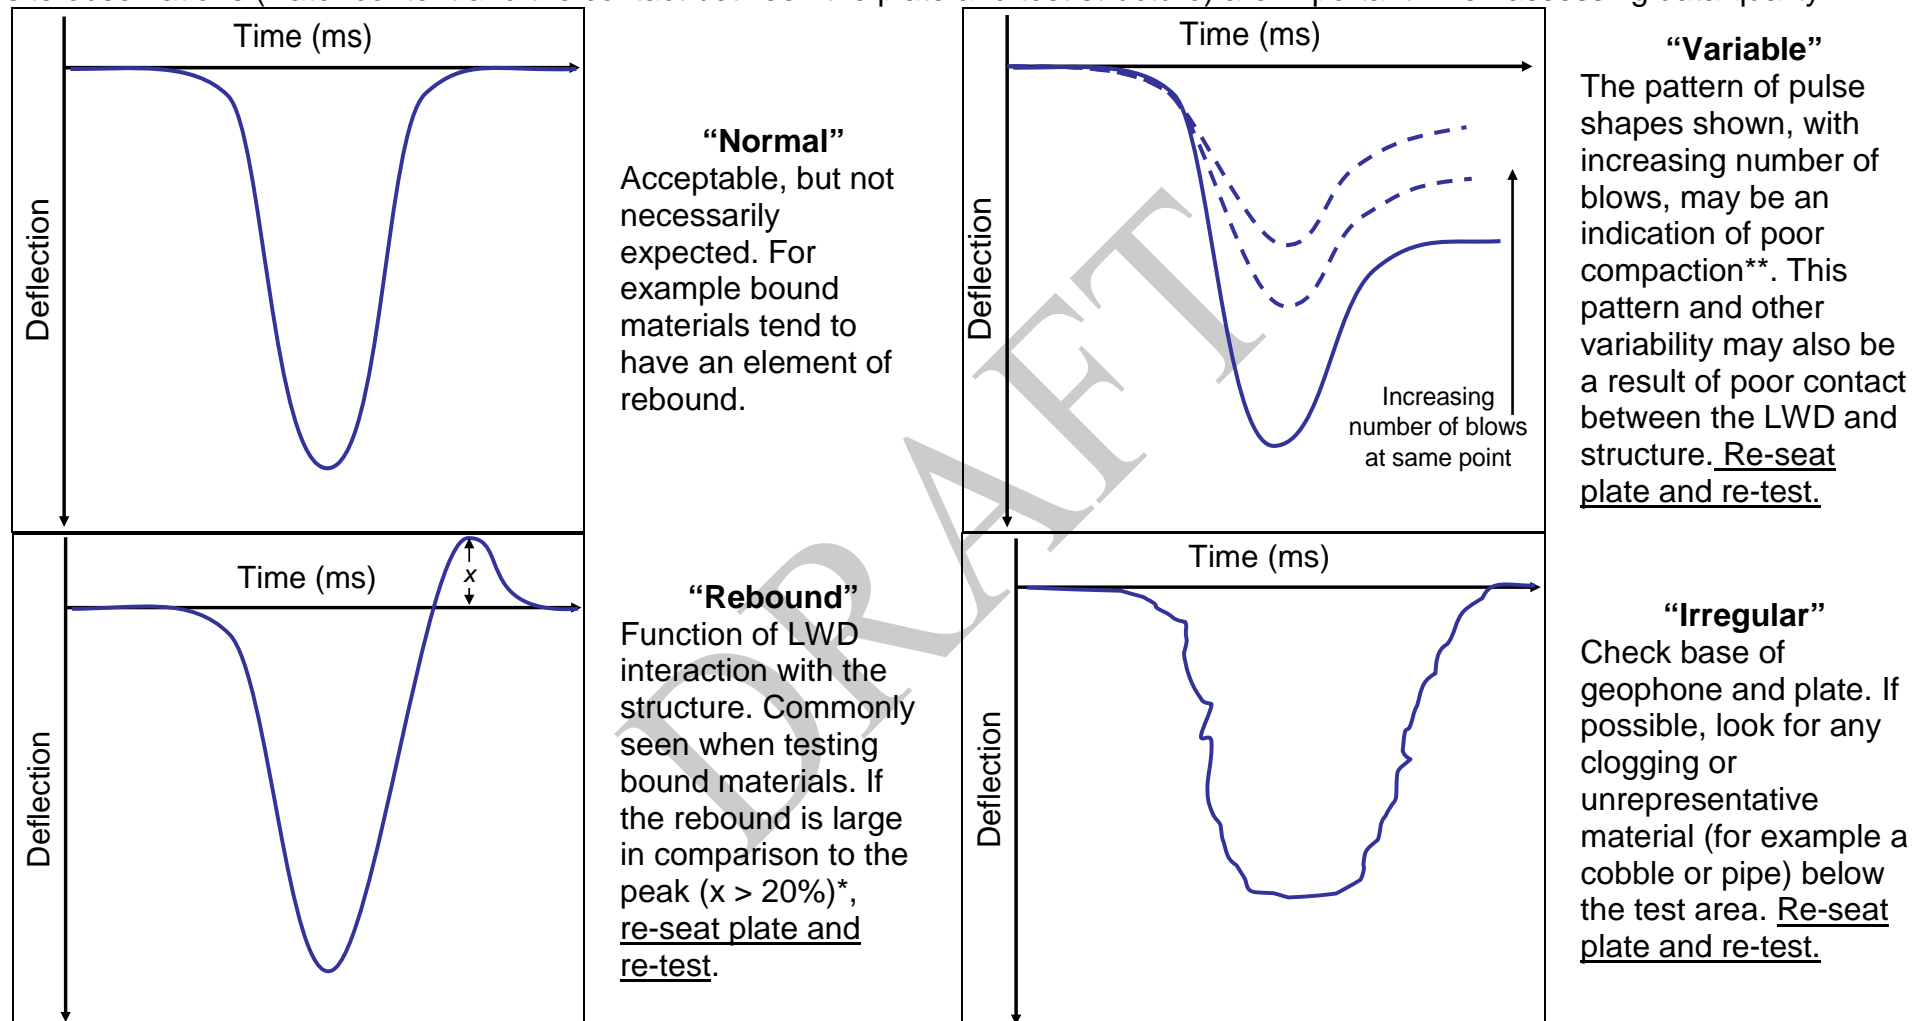 Time (ms)
Deflection
“Normal”
Acceptable, but not
necessarily
expected. For
example bound
materials tend to
have an element of
rebound.
Time (ms)
Deflection
Increasing
number of blows
at same point
“Variable”
The pattern of pulse
shapes shown, with
increasing number of
blows, may be an
indication of poor
compaction**. This
pattern and other
variability may also be
a result of poor contact
between the LWD and
structure. Re-seat
plate and re-test.
Time (ms)
x
Deflection
“Rebound”
Function of LWD
interaction with the
structure. Commonly
seen when testing
bound materials. If
the rebound is large
in comparison to the
peak (x > 20%)*,
re-seat plate and
re-test.
Time (ms)
Deflection
“Irregular”
Check base of
geophone and plate. If
possible, look for any
clogging or
unrepresentative
material (for example a
cobble or pipe) below
the test area. Re-seat
plate and re-test.
DRAFT